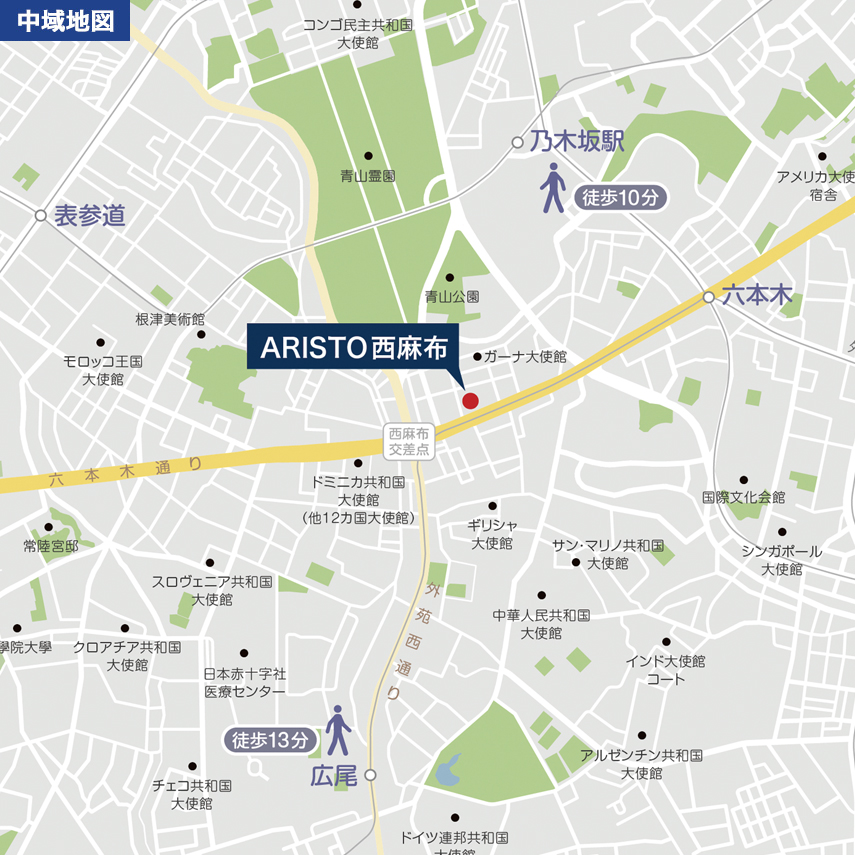 中域地図
コンゴ民主共和国
大使館
乃木坂駅
徒歩10分
青山霊園
アメリカ大使
宿舎
表参道
青山公園
六本木
根津美術館
ARISTO西麻布
ガーナ大使館
モロッコ王国
大使館
西麻布
交差点
六本木通り
ドミニカ共和国
大使館
(他12カ国大使館)
国際文化会館
ギリシャ
大使館
常陸宮邸
サン・マリノ共和国
大使館
シンガポール
大使館
スロヴェニア共和国
大使館
外苑西通り
中華人民共和国
大使館
學院大學
クロアチア共和国
大使館
日本赤十字社
医療センター
インド大使館
コート
徒歩13分
広尾
アルゼンチン共和国
大使館
チェコ共和国
大使館
ドイツ連邦共和国
大使館